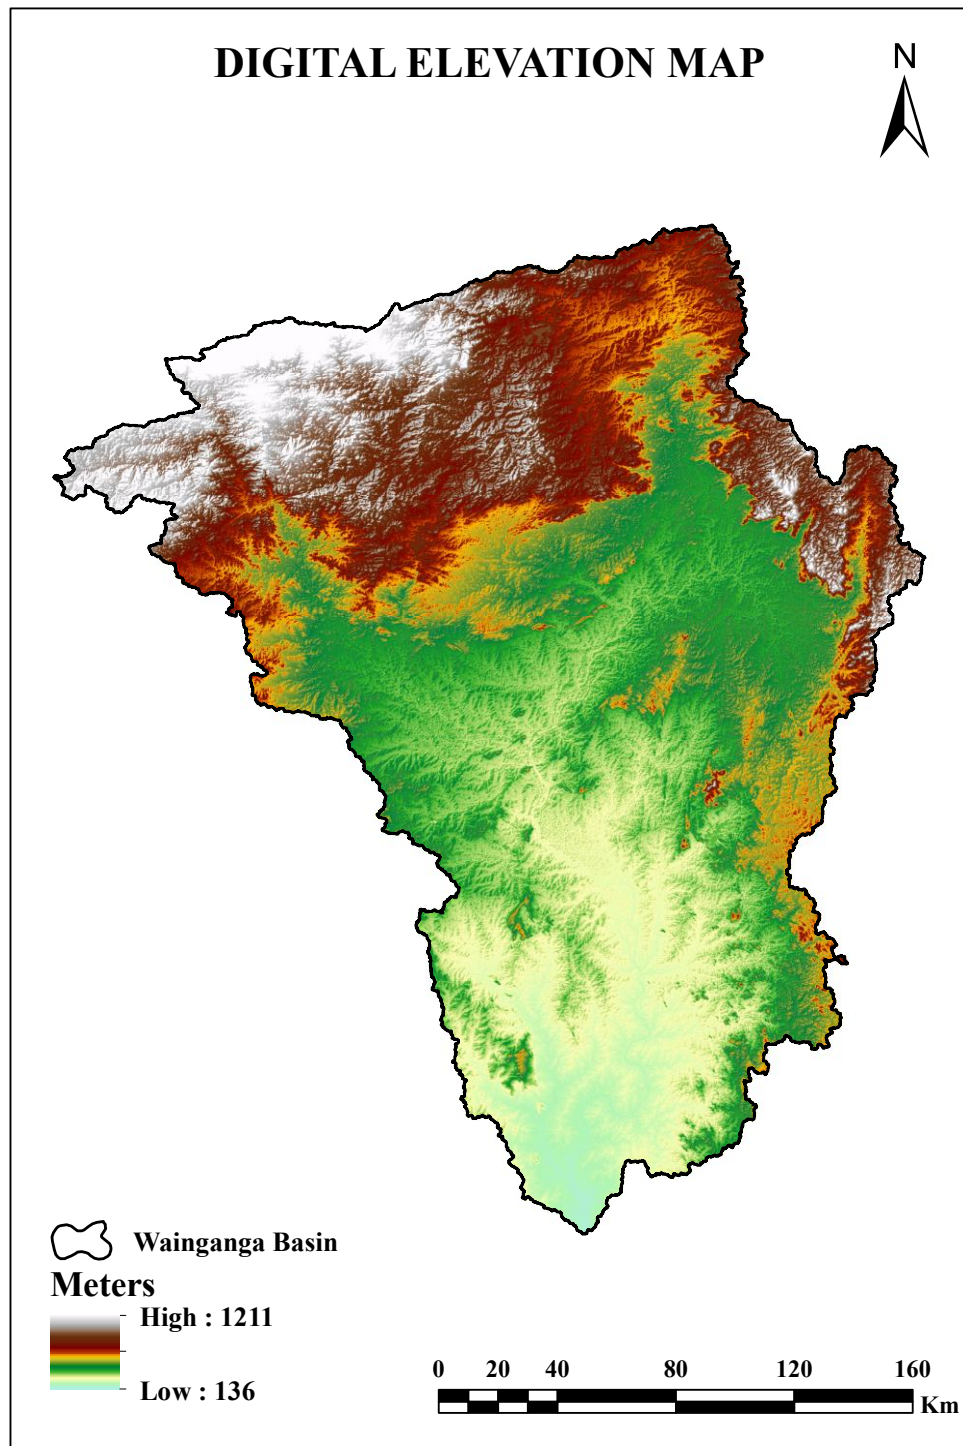 DIGITAL ELEVATION MAP
N
Wainganga Basin
Meters
High : 1211
Low : 136
0 20 40 80 120 160
Km